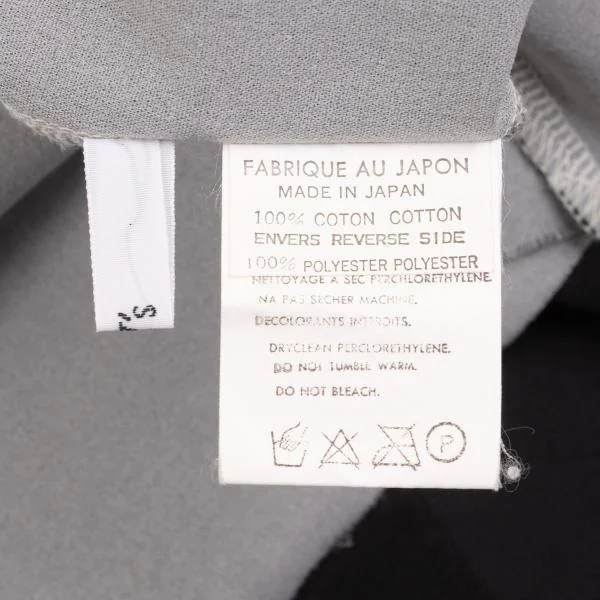 FABRIQUE AU JAPON
MADE IN JAPAN
100% COTON COTTON
ENVERS REVERSE SIDE
100% POLYESTER POLYESTER
NETTOYAGE A SEC PERCHLORETHYLENE.
NA PAS SECHER MACHINE.
DECOLORANTS INTERDITS.
DRYCLEAN PERCLORETHYLENE.
DO NOT TUMBLE WARM.
DO NOT BLEACH.
P
T'S